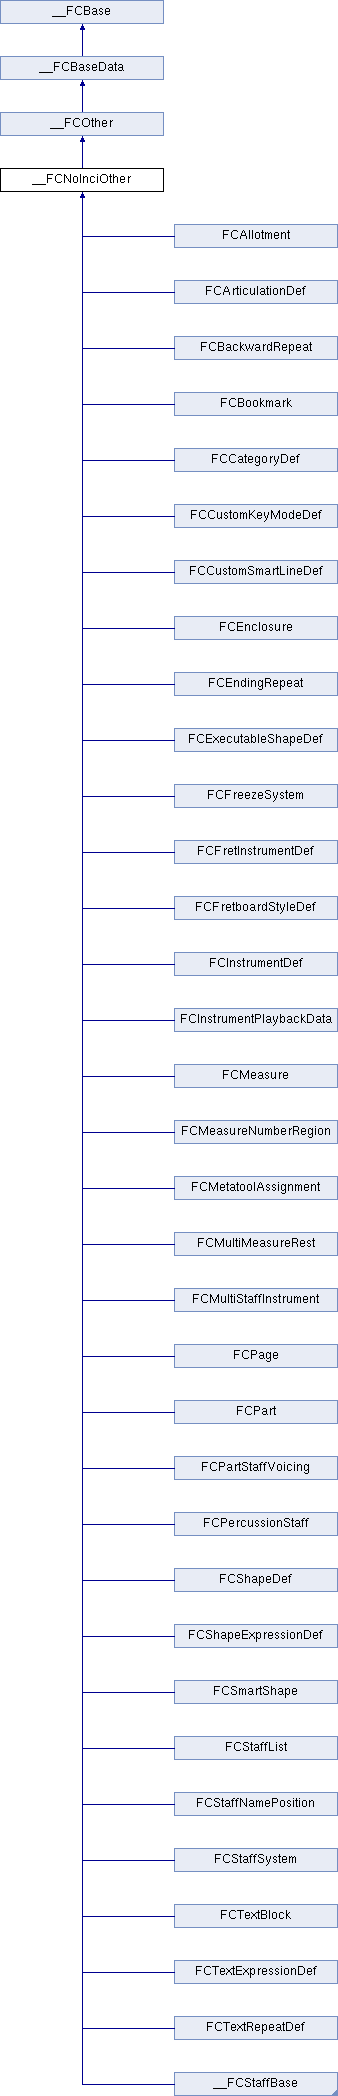 __FCBase
__FCBaseData
__FCOther
__FCNoInciOther
FCAllotment
FCArticulationDef
FCBackwardRepeat
FCBookmark
FCCategoryDef
FCCustomKeyModeDef
FCCustomSmartLineDef
FCEnclosure
FCEndingRepeat
FCExecutableShapeDef
FCFreezeSystem
FCFretInstrumentDef
FCFretboardStyleDef
FCInstrumentDef
FCInstrumentPlaybackData
FCMeasure
FCMeasureNumberRegion
FCMetatoolAssignment
FCMultiMeasureRest
FCMultiStaffInstrument
FCPage
FCPart
FCPartStaffVoicing
FCPercussionStaff
FCShapeDef
FCShapeExpressionDef
FCSmartShape
FCStaffList
FCStaffNamePosition
FCStaffSystem
FCTextBlock
FCTextExpressionDef
FCTextRepeatDef
__FCStaffBase